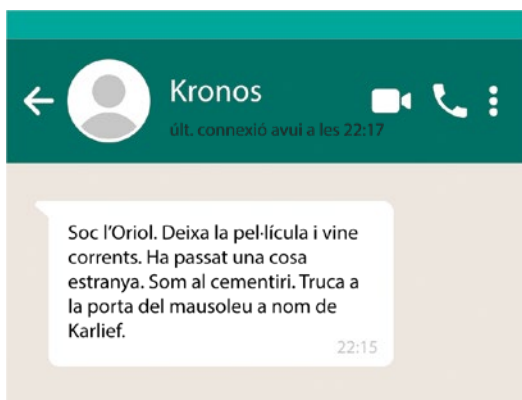 Kronos
últ. connexió avui a les 22:17
Soc l'Oriol. Deixa la pel·lícula i vine
corrents. Ha passat una cosa
estranya. Som al cementiri. Truca a
la porta del mausoleu a nom de
Karlief.
22:15